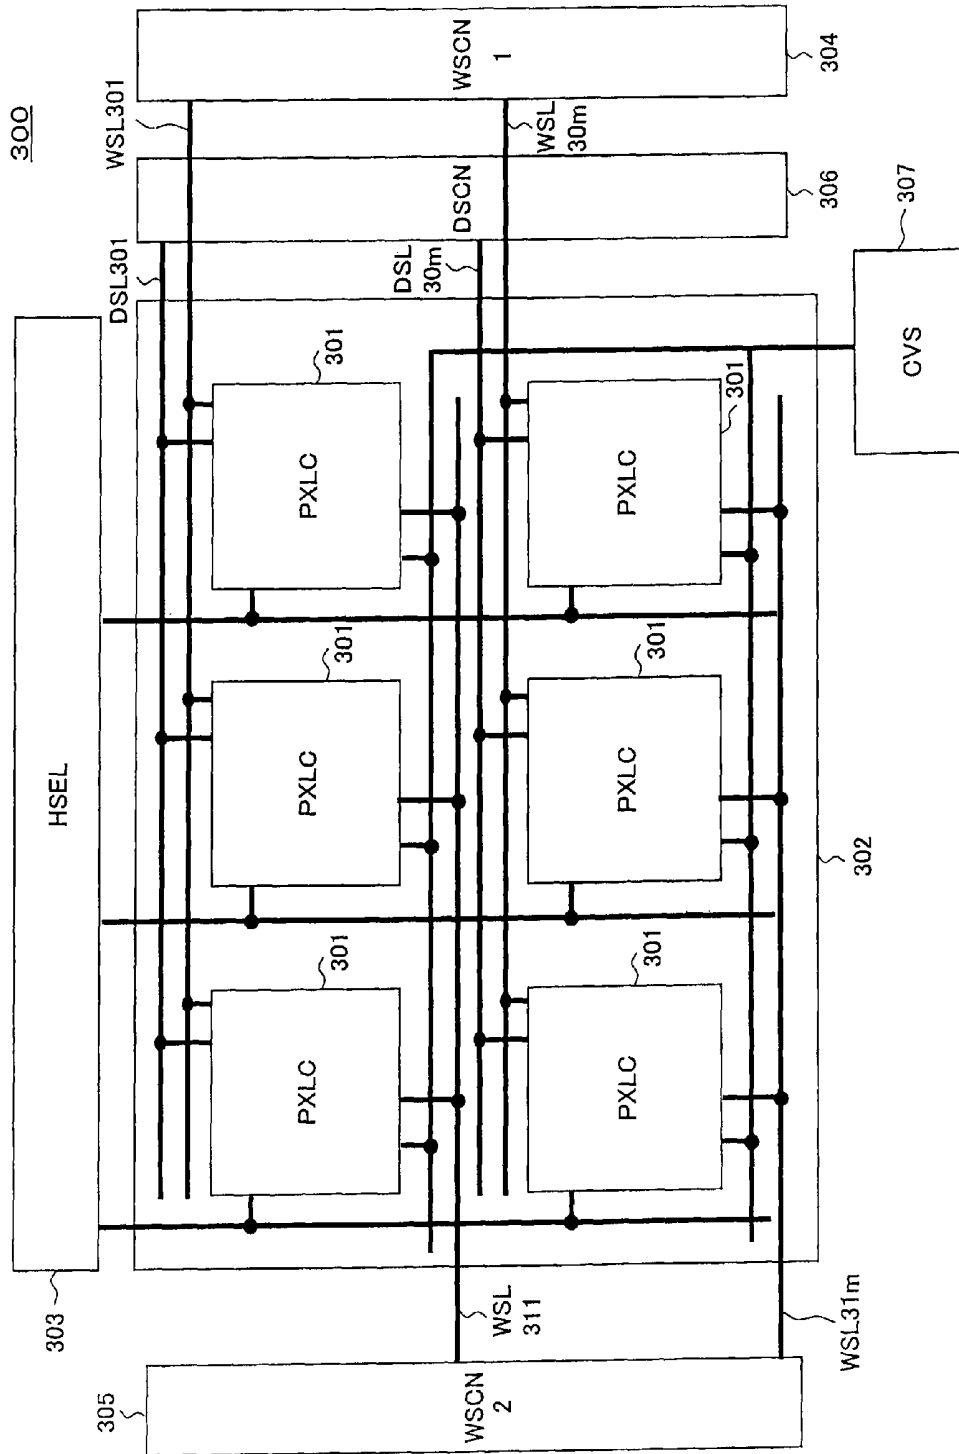 300
303
HSEL
305
DSL301
WSL301
301
301
301
PXLC
PXLC
PXLC
WSCN
2
WSL
311
DSL
30m
WSL
30m
DSCN
WSCN
1
301
301
301
PXLC
PXLC
PXLC
WSL31m
302
306
304
307
CVS